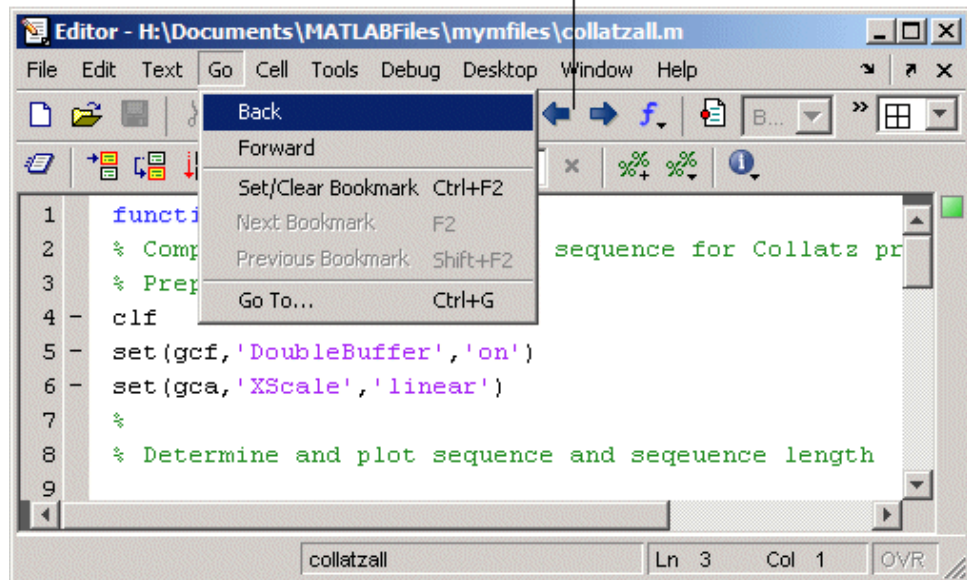 Editor - H:\Documents\MATLABFiles\mymfiles\collatzall.m
File Edit Text Go Cell Tools Debug Desktop Window Help
Back
B...
Forward
Set/Clear Bookmark Ctrl+F2
Next Bookmark F2
Previous Bookmark Shift+F2
Go To... Ctrl+G
1 functi
2 % Comp sequence for Collatz pr
3 % Prep
4 - clf
5 - set(gcf,'DoubleBuffer','on')
6 - set(gca,'XScale','linear')
7 %
8 % Determine and plot sequence and seqeuence length
9
collatzall Ln 3 Col 1 OVR